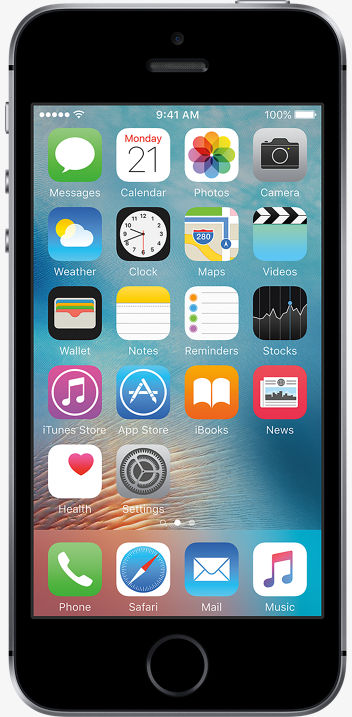 9:41 AM 100%
Monday
21
280
Messages Calendar Photos Camera
12
Weather Clock Maps Videos
Wallet Notes Reminders Stocks
iTunes Store App Store iBooks News
Health Settings
Phone Safari Mail Music